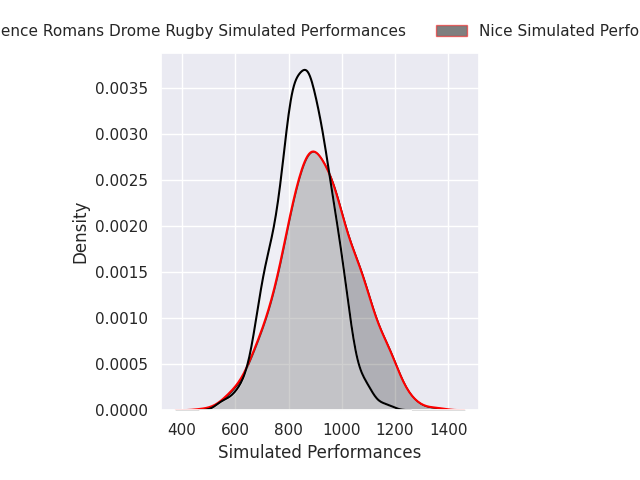 ence Romans Drome Rugby Simulated Performances
Nice Simulated Perfo
0.0035
0.0030
0.0025
0.0020
0.0015
0.0010
0.0005
0.0000
Density
400 600 800 1000 1200 1400
Simulated Performances